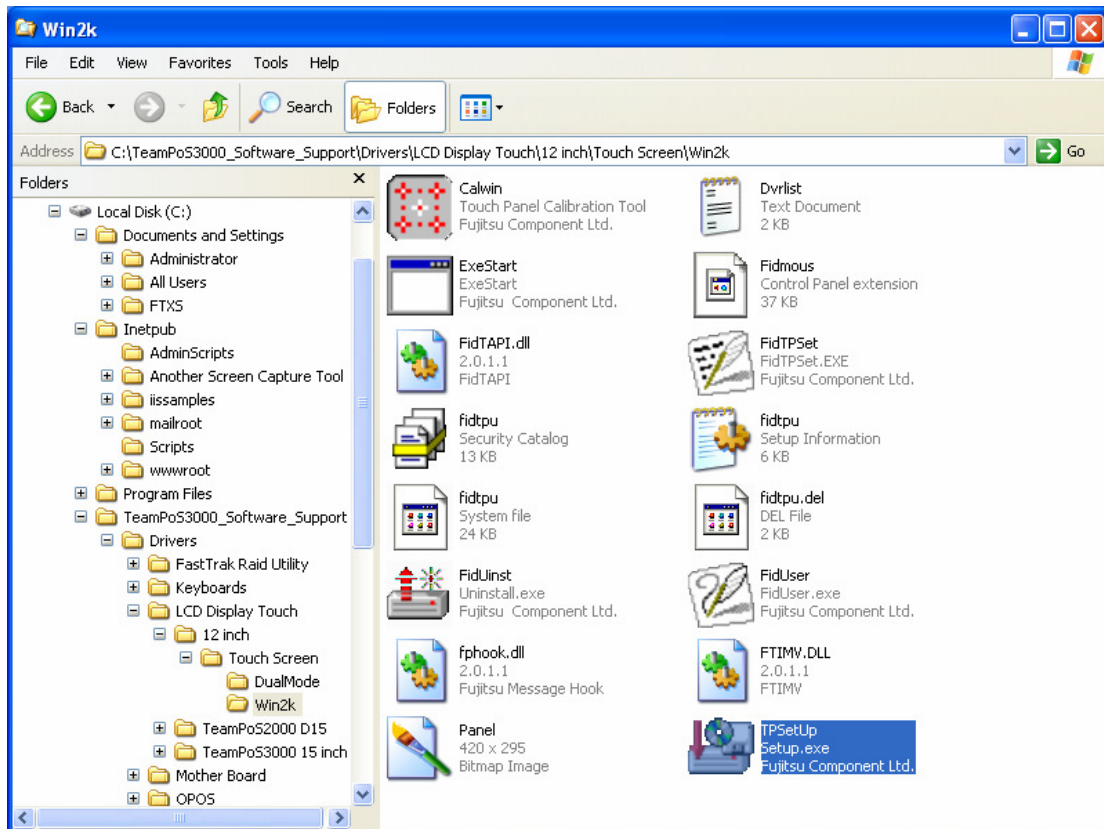 Win2k
File Edit View Favorites Tools Help
Back Search Folders
Address C:\TeamPoS3000_Software_Support\Drivers\LCD Display Touch\12 inch\Touch Screen\Win2k Go
Folders
Local Disk (C:)
Documents and Settings
Administrator
All Users
FTXS
Inetpub
AdminScripts
Another Screen Capture Tool
iissamples
mailroot
Scripts
wwwroot
Program Files
TeamPoS3000_Software_Support
Drivers
FastTrak Raid Utility
Keyboards
LCD Display Touch
12 inch
Touch Screen
DualMode
Win2k
TeamPoS2000 D15
TeamPoS3000 15 inch
Mother Board
OPOS
Calwin
Touch Panel Calibration Tool
Fujitsu Component Ltd.
Dvrlist
Text Document
2 KB
ExeStart
ExeStart
Fujitsu Component Ltd.
Fidmous
Control Panel extension
37 KB
FidTAPI.dll
2.0.1.1
FidTAPI
FidTPSet
FidTPSet.EXE
Fujitsu Component Ltd.
fidtpu
Security Catalog
13 KB
fidtpu
Setup Information
6 KB
fidtpu
System file
24 KB
fidtpu.del
DEL File
2 KB
FidUinst
Uninstall.exe
Fujitsu Component Ltd.
FidUser
FidUser.exe
Fujitsu Component Ltd.
fphook.dll
2.0.1.1
Fujitsu Message Hook
FTIMV.DLL
2.0.1.1
FTIMV
Panel
420 x 295
Bitmap Image
TPSetUp
Setup.exe
Fujitsu Component Ltd.